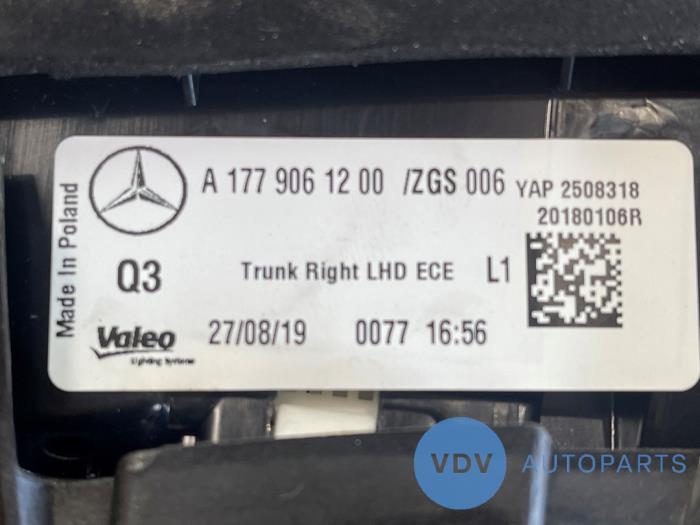 A 177 906 12 00 /ZGS 006 YAP 2508318
20180106R
Made In Poland
Q3 Trunk Right LHD ECE L1
Valeo
Lighting Systems
27/08/19 0077 16:56
VDV AUTOPARTS